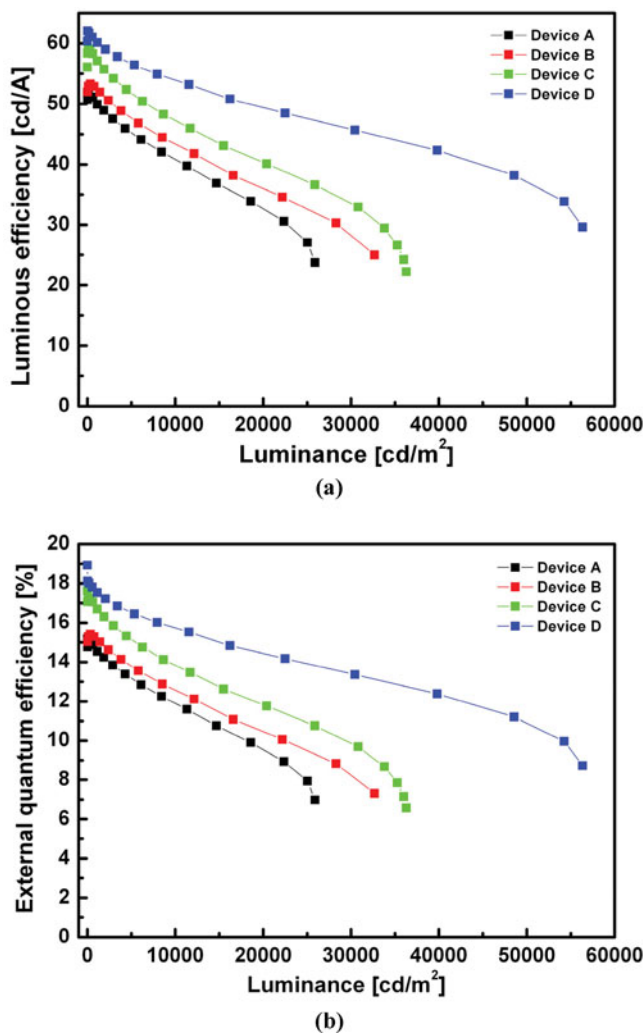 60
50
40
30
20
10
0
Luminous efficiency [cd/A]
Device A
Device B
Device C
Device D
0 10000 20000 30000 40000 50000 60000
Luminance [cd/m²]
(a)
20
18
16
14
12
10
8
6
4
2
0
External quantum efficiency [%]
Device A
Device B
Device C
Device D
0 10000 20000 30000 40000 50000 60000
Luminance [cd/m²]
(b)